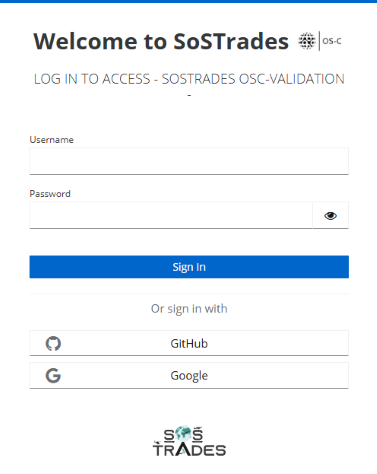 Welcome to SoSTrades OS-C
LOG IN TO ACCESS - SOSTRADES OSC-VALIDATION
-
Username
Password
Sign In
Or sign in with
GitHub
Google
SOS
TRADES